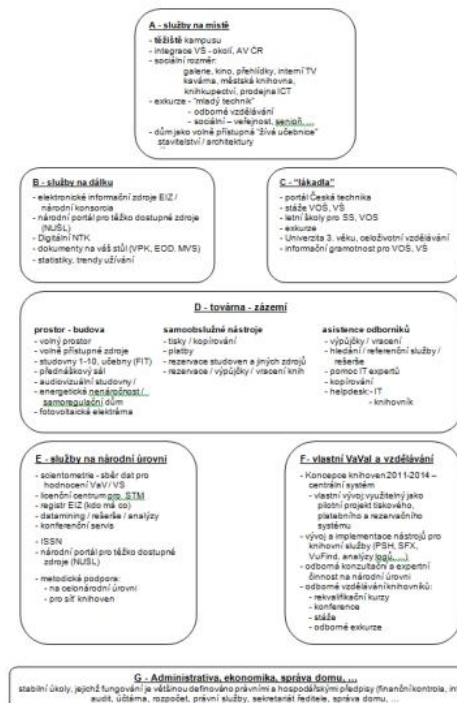 A - služby na místě
- těžiště kampusu
- integrace VŠ - okolí, AV ČR
- sociální rozměr:
galerie, kino, přehlídky, interní TV
kavárna, městská knihovna,
knihkupectví, prodejna ICT
- exkurze - "mladý technik"
- odborné vzdělávání
- sociální – veřejnost, senioři, ...
- dům jako volně přístupná "živá učebnice"
stavitelství / architektury
B - služby na dálku
- elektronické informační zdroje EIZ /
národní konsorcia
- národní portál pro těžko dostupné zdroje
(NUŠL)
- Digitální NTK
- dokumenty na váš stůl (VPK, EOD, MVS)
- statistiky, trendy užívání
C - "lákadla"
- portál Česká technika
- stáže VOŠ, VŠ
- letní školy pro SŠ, VOŠ
- exkurze
- Univerzita 3. věku, celoživotní vzdělávání
- informační gramotnost pro VOŠ, VŠ
D - továrna - zázemí
prostor - budova
- volný prostor
- volně přístupné zdroje
- studovny 1-10, učebny (FIT)
- přednáškový sál
- audiovizuální studovny /
- energetická nenáročnost /
samoregulační dům
- fotovoltaická elektrárna
samoobslužné nástroje
- tisky / kopírování
- platby
- rezervace studoven a jiných zdrojů
- rezervace / výpůjčky / vracení knih
asistence odborníků
- výpůjčky / vracení
- hledání / referenční služby /
rešerše
- pomoc IT expertů
- kopírování
- helpdesk: - IT
- knihovník
E - služby na národní úrovni
- scientometrie - sběr dat pro
hodnocení VaV / VŠ
- licenční centrum pro STM
- registr EIZ (kdo má co)
- datamining / rešerše / analýzy
- konferenční servis
- ISSN
- národní portál pro těžko dostupné
zdroje (NUŠL)
- metodická podpora:
- na celonárodní úrovni
- pro síť knihoven
F - vlastní VaVaI a vzdělávání
- Koncepce knihoven 2011-2014 –
centrální systém
- vlastní vývoj využitelný jako
pilotní projekt tiskového,
platebního a rezervačního
systému
- vývoj a implementace nástrojů pro
knihovní služby (PSH, SFX,
VuFind, analýzy logů, ...)
- odborná konzultační a expertní
činnost na národní úrovni
- odborné vzdělávání knihovníků:
- rekvalifikační kurzy
- konference
- stáže
- odborné exkurze
G - Administrativa, ekonomika, správa domu, ...
stabilní úkoly, jejichž fungování je většinou definováno právními a hospodářskými předpisy (finanční kontrola, int
audit, účtárna, rozpočet, právní služby, sekretariát ředitele, správa domu, ...